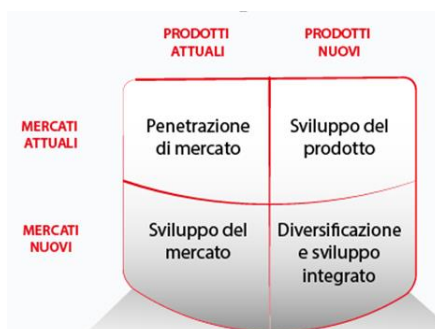 PRODOTTI
ATTUALI
PRODOTTI
NUOVI
MERCATI
ATTUALI
Penetrazione
di mercato
Sviluppo del
prodotto
MERCATI
NUOVI
Sviluppo del
mercato
Diversificazione
e sviluppo
integrato